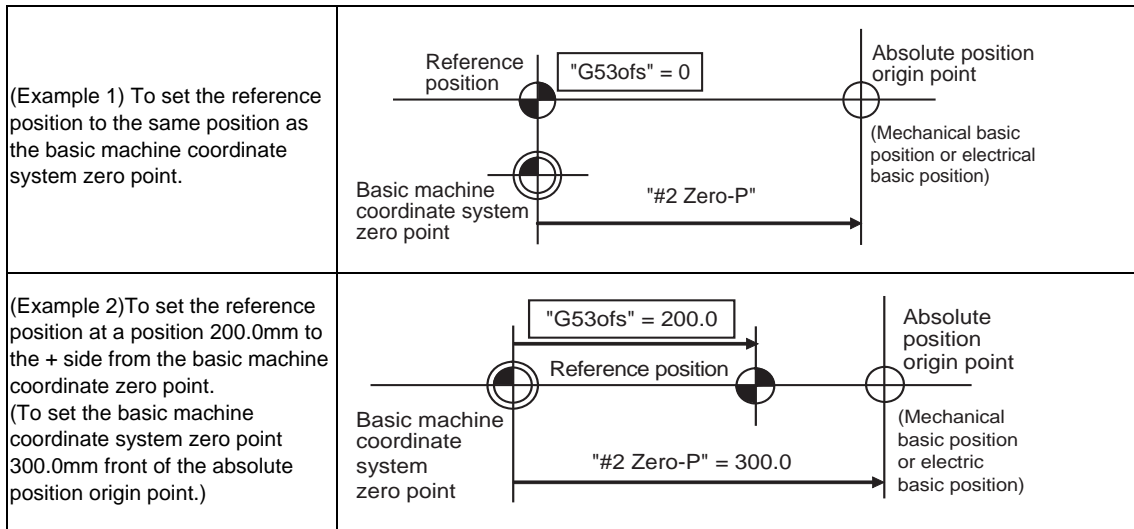 (Example 1) To set the reference
position to the same position as
the basic machine coordinate
system zero point.
Reference
position
"G53ofs" = 0
Absolute position
origin point
(Mechanical basic
position or electrical
basic position)
Basic machine
coordinate system
zero point
"#2 Zero-P"
(Example 2)To set the reference
position at a position 200.0mm to
the + side from the basic machine
coordinate zero point.
(To set the basic machine
coordinate system zero point
300.0mm front of the absolute
position origin point.)
"G53ofs" = 200.0
Reference position
Absolute
position
origin point
Basic machine
coordinate
system
zero point
"#2 Zero-P" = 300.0
(Mechanical
basic position
or electric
basic position)